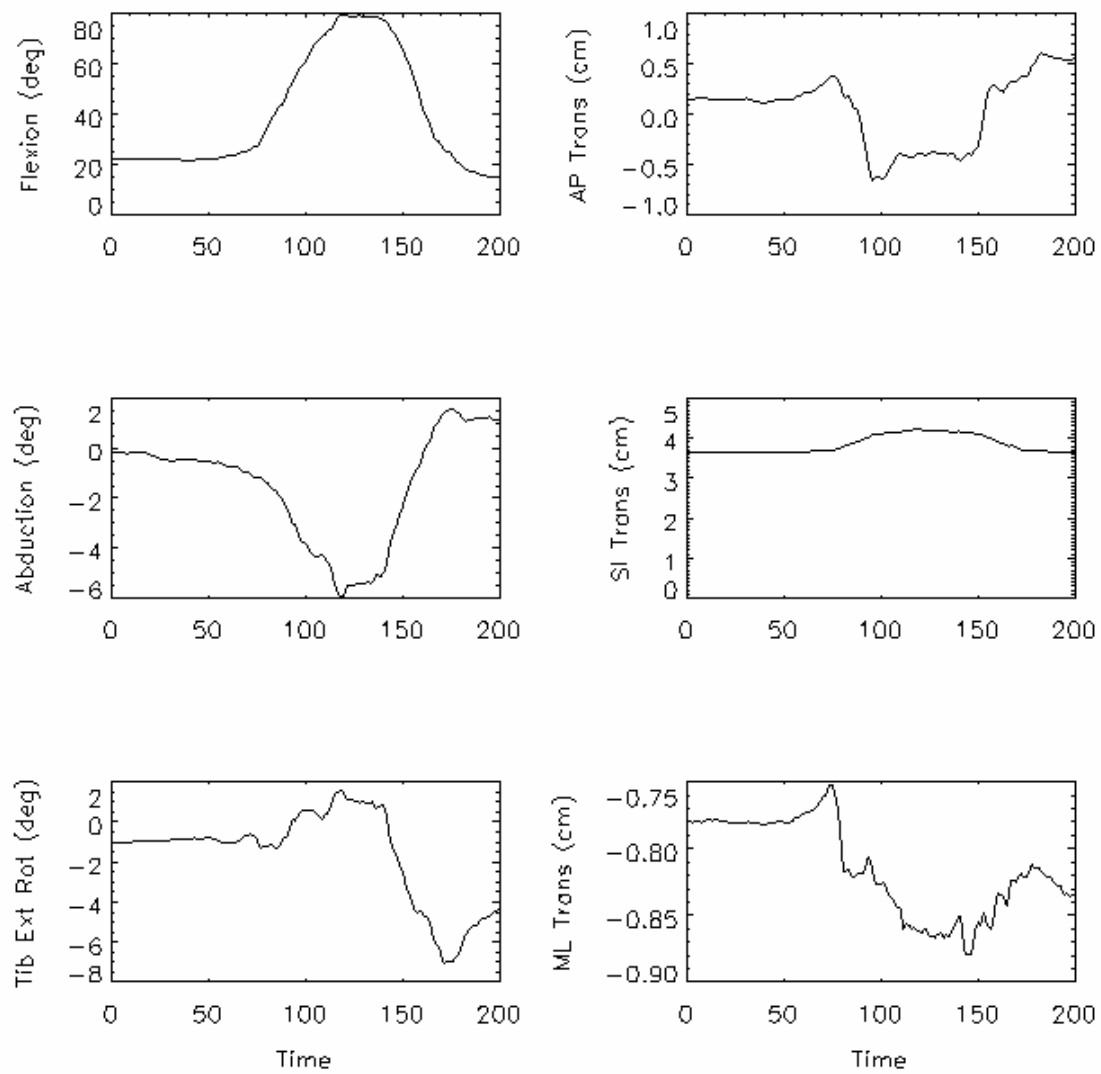 Flexion (deg)
80
60
40
20
0
0 50 100 150 200
AP Trans (cm)
1.0
0.5
0.0
−0.5
−1.0
0 50 100 150 200
Abduction (deg)
2
0
−2
−4
−6
0 50 100 150 200
SI Trans (cm)
5
4
3
2
1
0
0 50 100 150 200
Tib Ext Rot (deg)
2
0
−2
−4
−6
−8
0 50 100 150 200
Time
ML Trans (cm)
−0.75
−0.80
−0.85
−0.90
0 50 100 150 200
Time